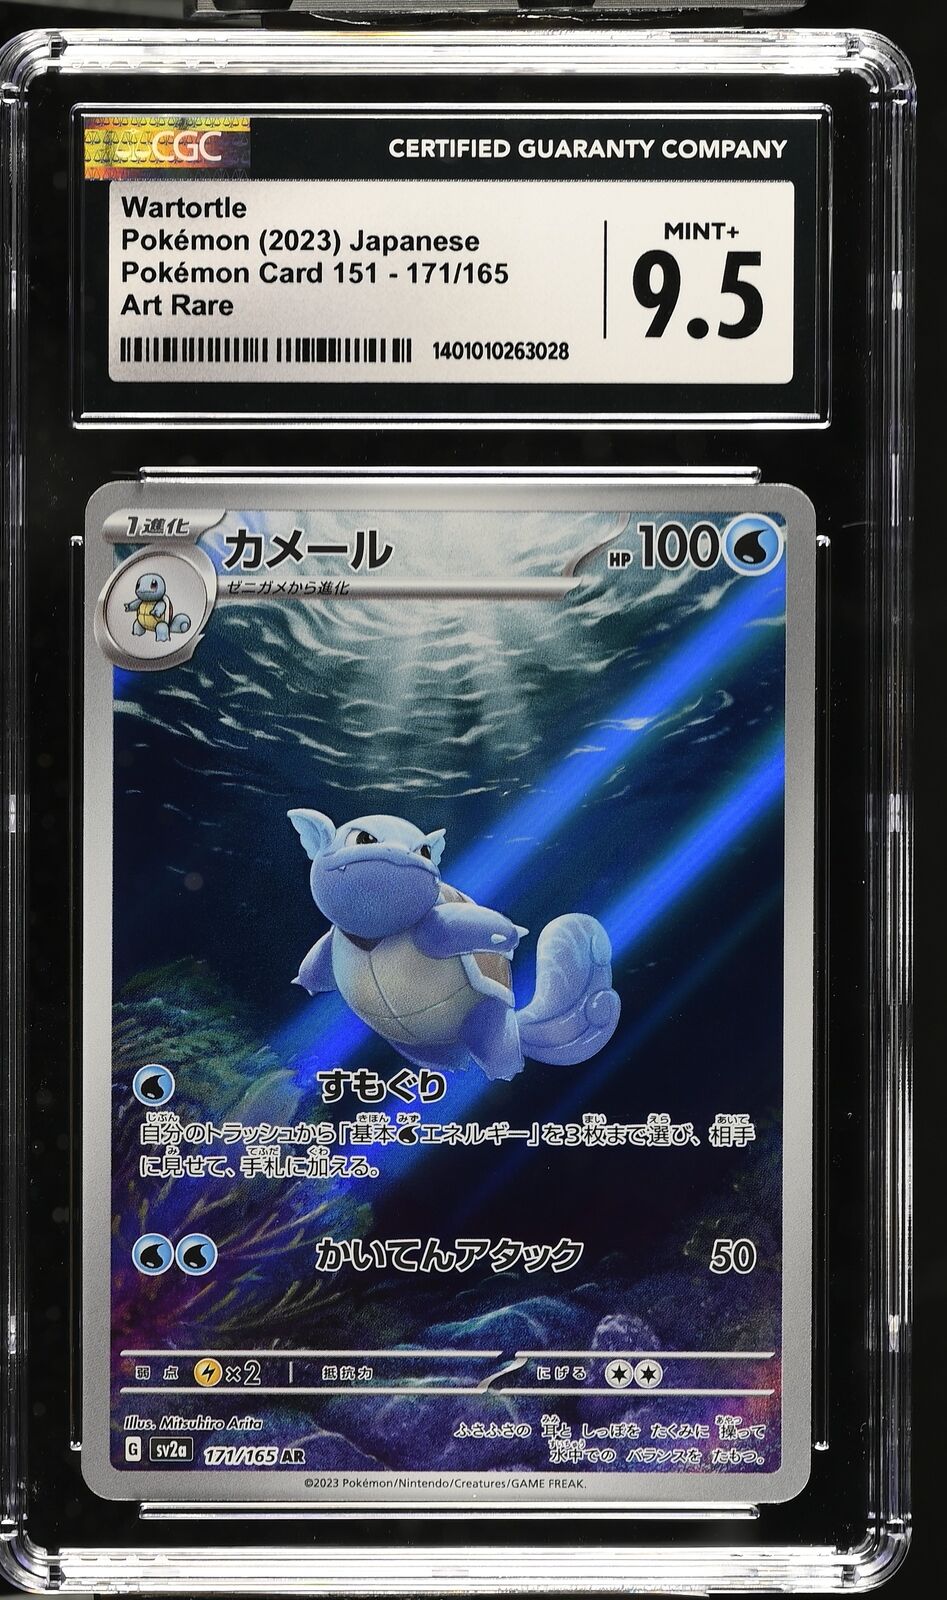 CGC
CERTIFIED GUARANTY COMPANY
Wartortle
Pokémon (2023) Japanese
Pokémon Card 151 - 171/165
Art Rare
1401010263028
MINT+
9.5
1進化
カメール
HP 100
ゼニガメから進化
すもぐり
自分のトラッシュから「基本エネルギー」を3枚まで選び、相手
に見せて、手札に加える。
かいてんアタック 50
弱点 ×2 抵抗力 にげる
Illus. Mitsuhiro Arita
G sv2a 171/165 AR
ふさふさの 耳と しっぽを たくみに 操って
水中での バランスを たもつ。
©2023 Pokémon/Nintendo/Creatures/GAME FREAK.